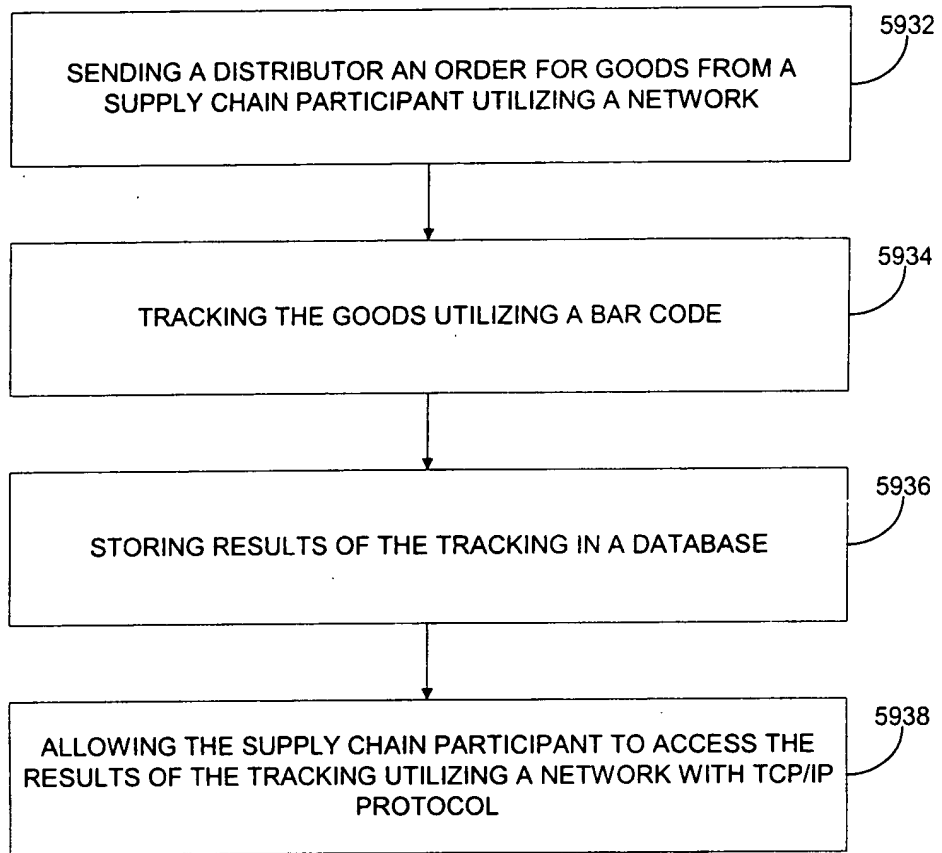 5932
SENDING A DISTRIBUTOR AN ORDER FOR GOODS FROM A
SUPPLY CHAIN PARTICIPANT UTILIZING A NETWORK
5934
TRACKING THE GOODS UTILIZING A BAR CODE
5936
STORING RESULTS OF THE TRACKING IN A DATABASE
5938
ALLOWING THE SUPPLY CHAIN PARTICIPANT TO ACCESS THE
RESULTS OF THE TRACKING UTILIZING A NETWORK WITH TCP/IP
PROTOCOL